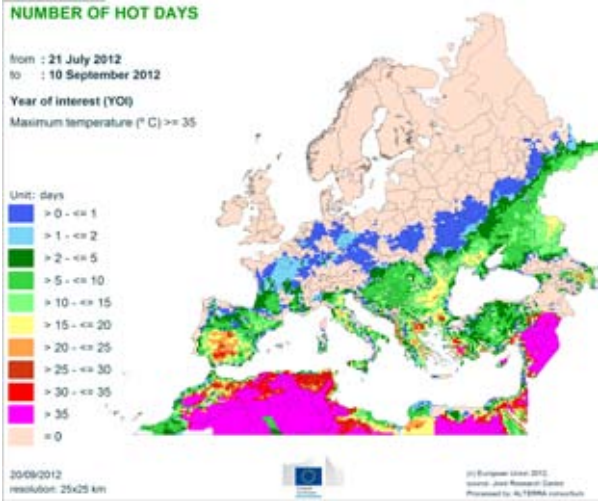 NUMBER OF HOT DAYS
from : 21 July 2012
to : 10 September 2012
Year of interest (YOI)
Maximum temperature (° C) >= 35
Unit: days
> 0 - <= 1
> 1 - <= 2
> 2 - <= 5
> 5 - <= 10
> 10 - <= 15
> 15 - <= 20
> 20 - <= 25
> 25 - <= 30
> 30 - <= 35
> 35
= 0
20/09/2012
resolution: 25x25 km
(c) European Union 2012
source: Joint Research Centre
Processed by ALTERRA consortium